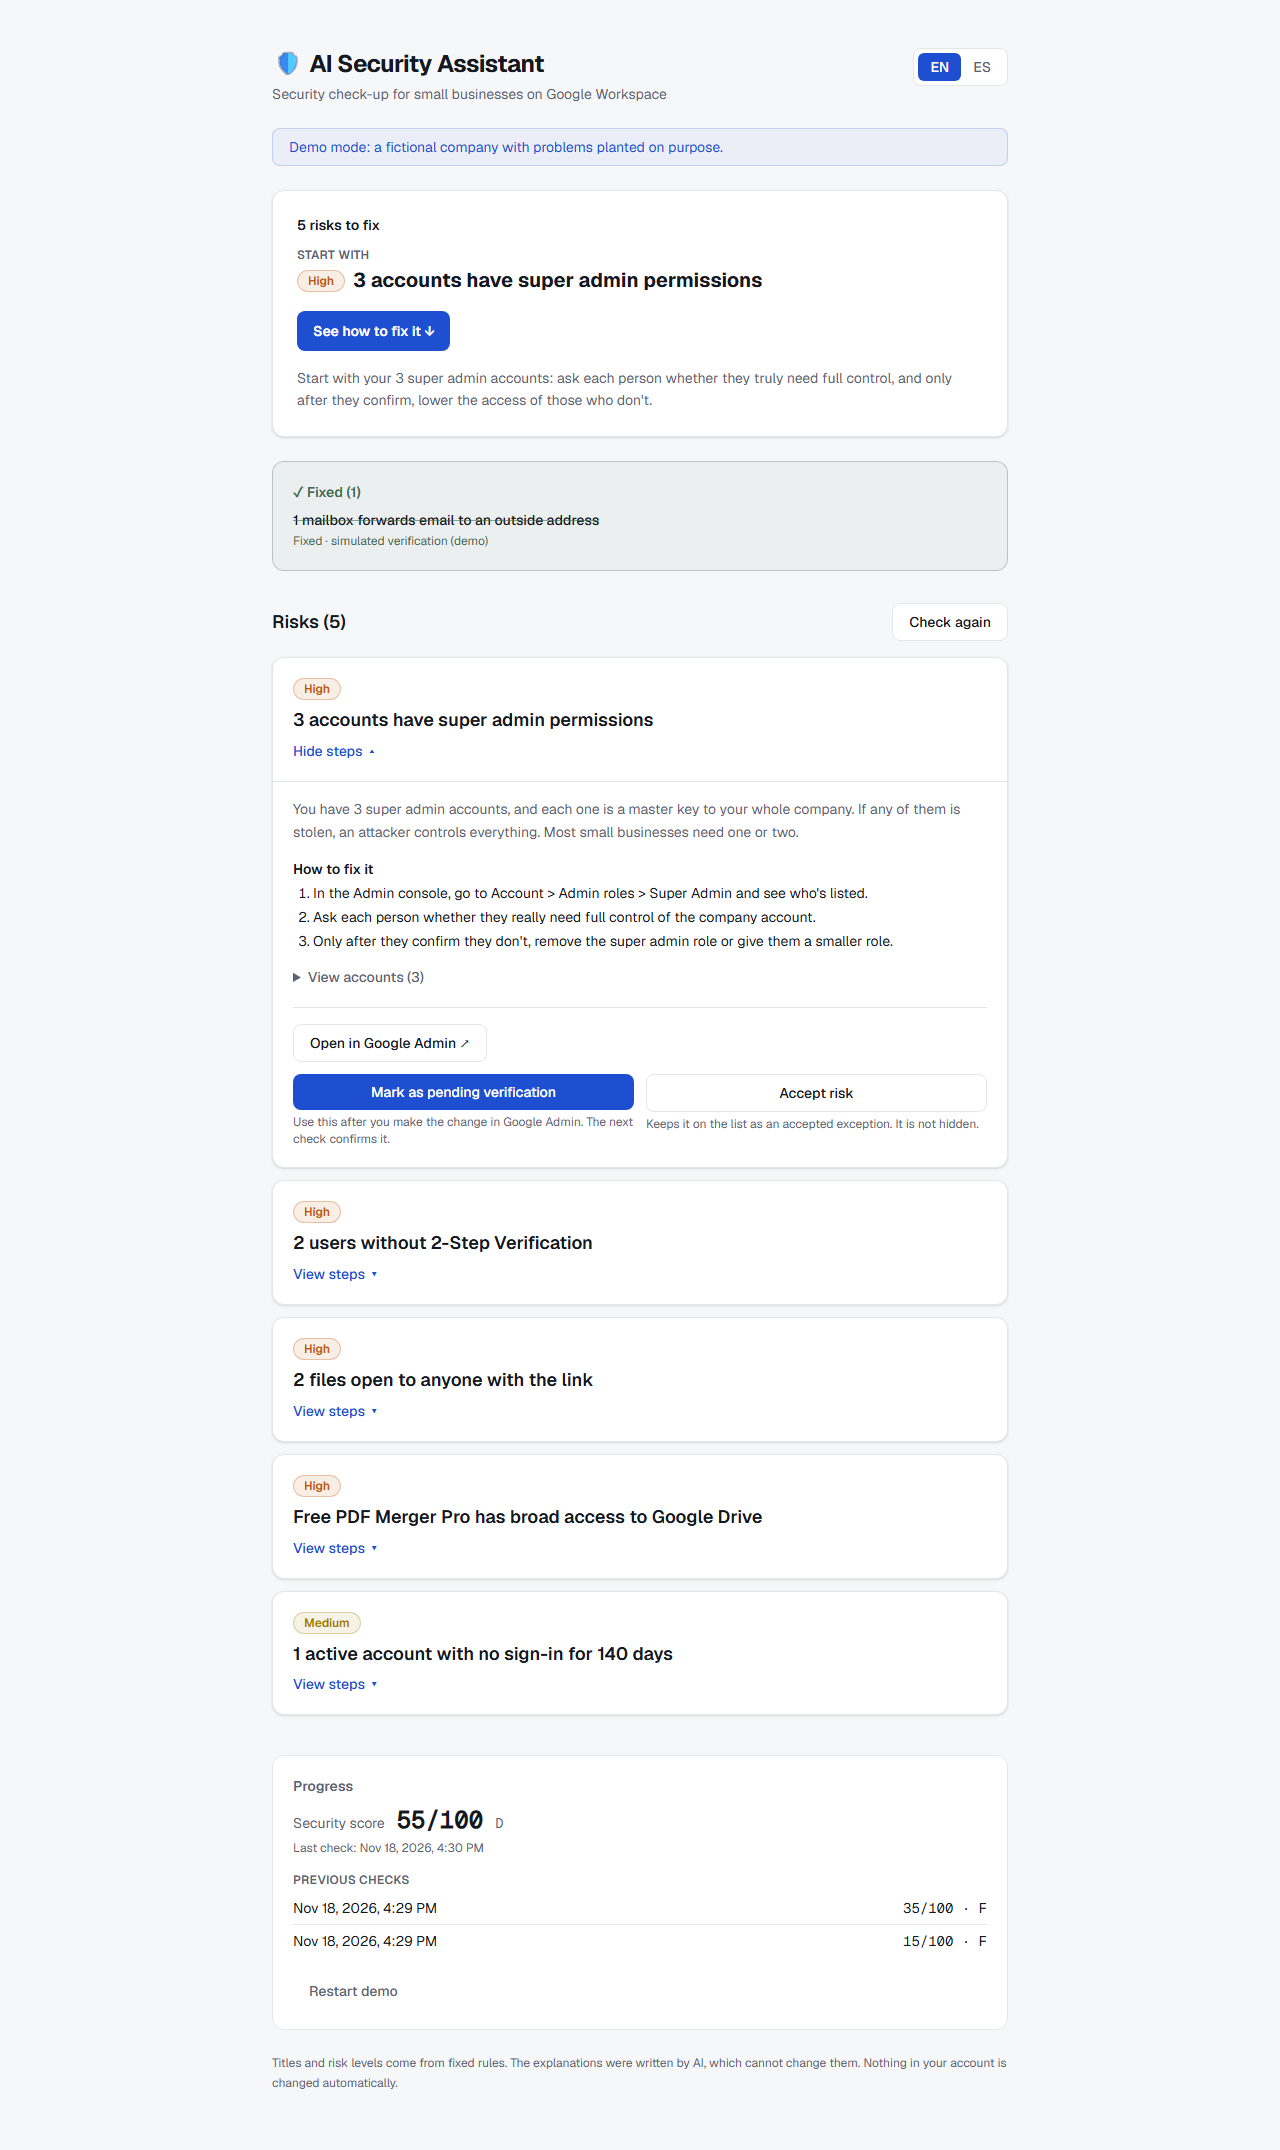 AI Security Assistant
EN ES
Security check-up for small businesses on Google Workspace
Demo mode: a fictional company with problems planted on purpose.
5 risks to fix
START WITH
High 3 accounts have super admin permissions
See how to fix it ↓
Start with your 3 super admin accounts: ask each person whether they truly need full control, and only
after they confirm, lower the access of those who don't.
✓ Fixed (1)
1 mailbox forwards email to an outside address
Fixed · simulated verification (demo)
Risks (5)
Check again
High
3 accounts have super admin permissions
Hide steps ▴
You have 3 super admin accounts, and each one is a master key to your whole company. If any of them is
stolen, an attacker controls everything. Most small businesses need one or two.
How to fix it
1. In the Admin console, go to Account > Admin roles > Super Admin and see who's listed.
2. Ask each person whether they really need full control of the company account.
3. Only after they confirm they don't, remove the super admin role or give them a smaller role.
▶ View accounts (3)
Open in Google Admin ↗
Mark as pending verification
Use this after you make the change in Google Admin. The next
check confirms it.
Accept risk
Keeps it on the list as an accepted exception. It is not hidden.
High
2 users without 2-Step Verification
View steps ▾
High
2 files open to anyone with the link
View steps ▾
High
Free PDF Merger Pro has broad access to Google Drive
View steps ▾
Medium
1 active account with no sign-in for 140 days
View steps ▾
Progress
Security score 55/100 D
Last check: Nov 18, 2026, 4:30 PM
PREVIOUS CHECKS
Nov 18, 2026, 4:29 PM 35/100 · F
Nov 18, 2026, 4:29 PM 15/100 · F
Restart demo
Titles and risk levels come from fixed rules. The explanations were written by AI, which cannot change them. Nothing in your account is
changed automatically.